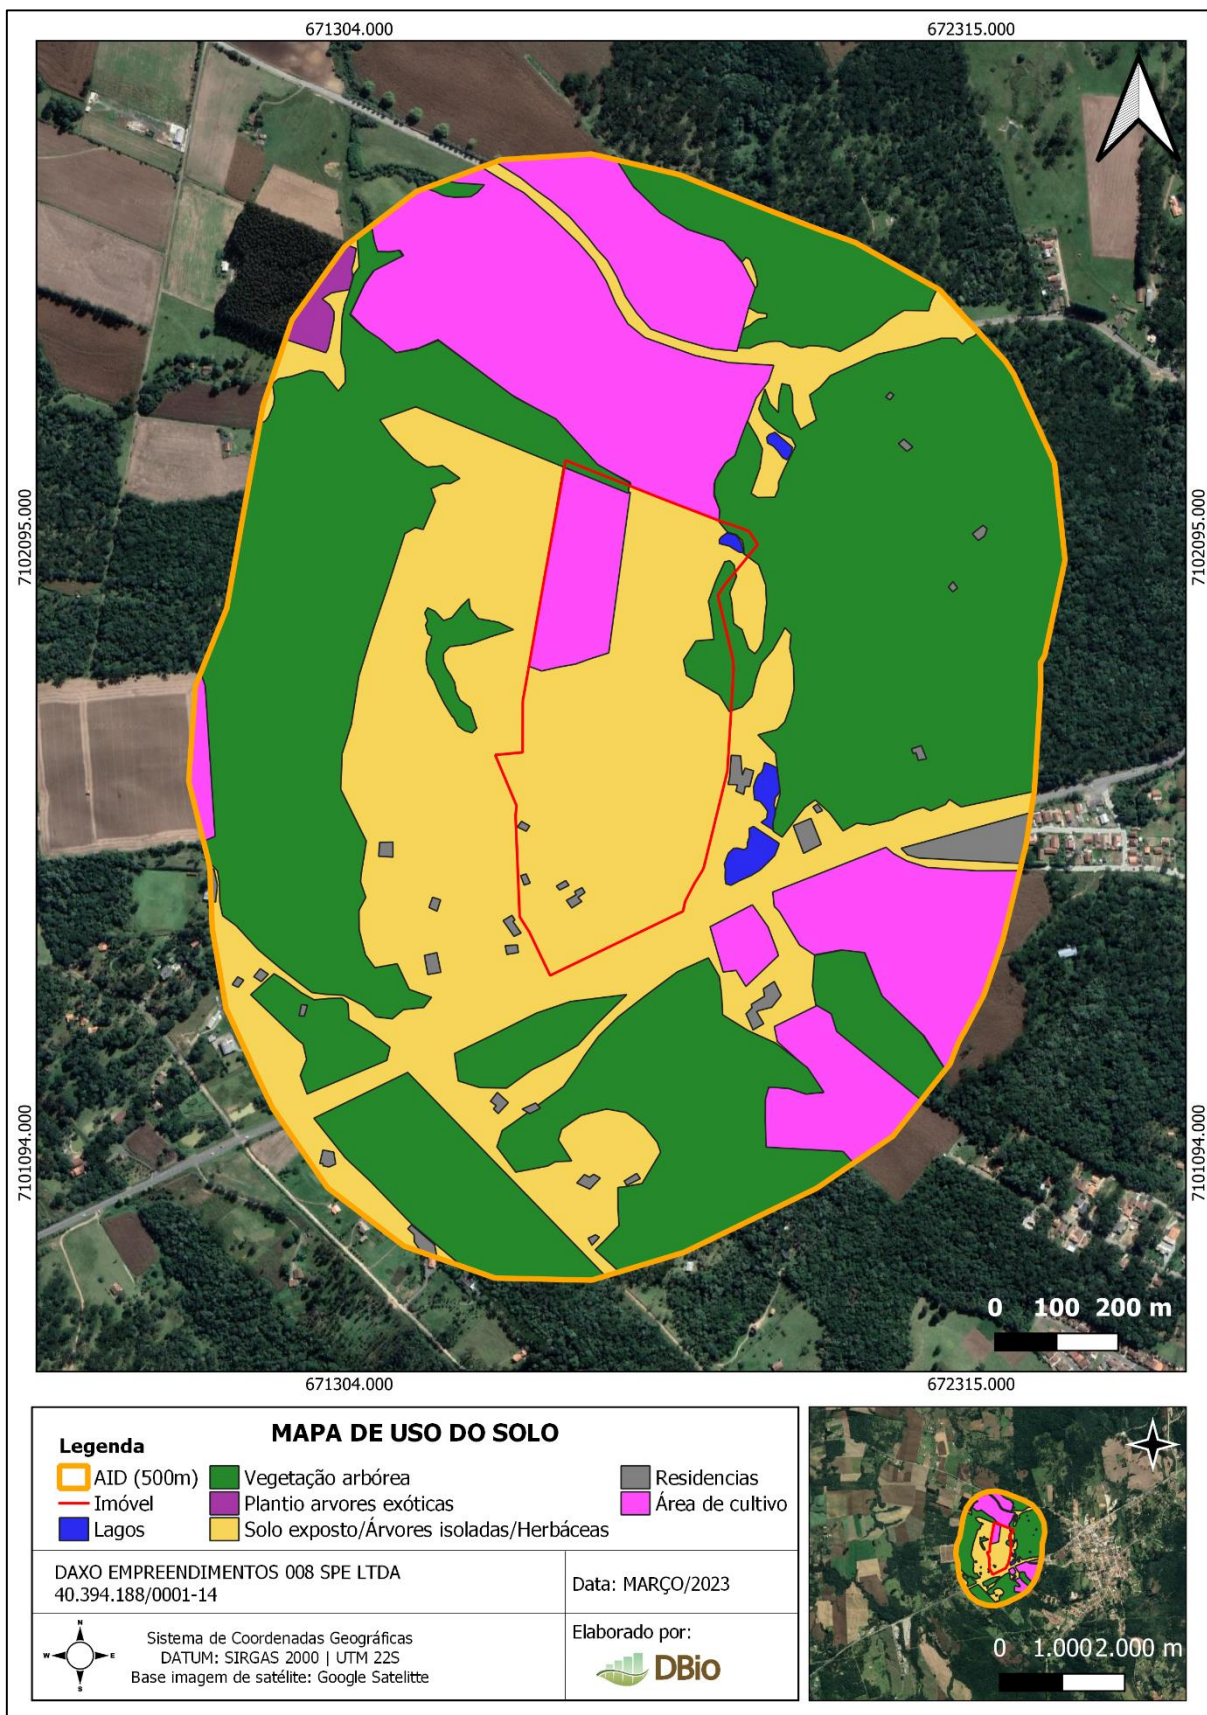 671304.000
672315.000
7102095.000
7102095.000
7101094.000
7101094.000
0 100 200 m
671304.000
672315.000
MAPA DE USO DO SOLO
Legenda
AID (500m)
Vegetação arbórea
Residencias
Imóvel
Plantio arvores exóticas
Área de cultivo
Lagos
Solo exposto/Árvores isoladas/Herbáceas
DAXO EMPREENDIMENTOS 008 SPE LTDA
40.394.188/0001-14
Data: MARÇO/2023
N
W E
S
Sistema de Coordenadas Geográficas
DATUM: SIRGAS 2000 | UTM 22S
Base imagem de satélite: Google Satelitte
Elaborado por:
DBio
0 1.0002.000 m